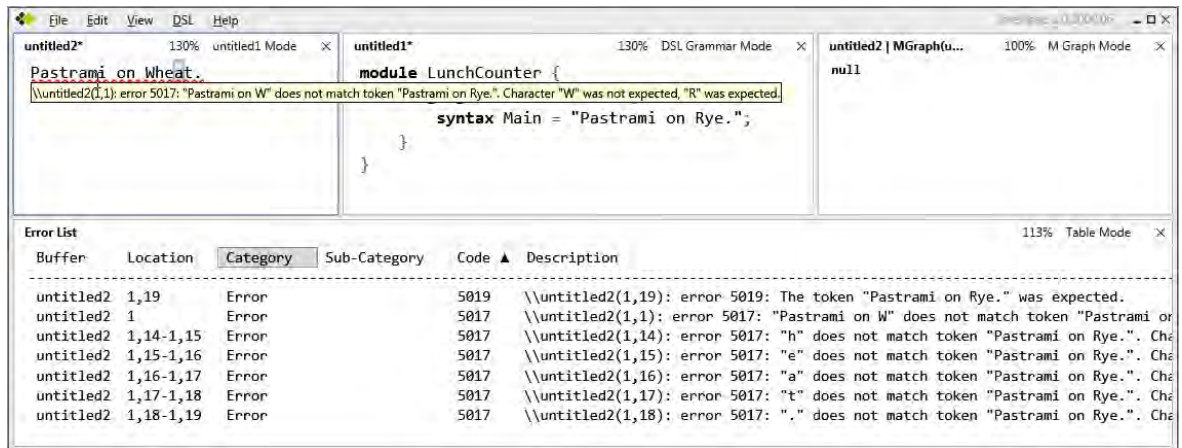 File Edit View DSL Help
untitled2* 130% untitled1 Mode ×
Pastrami on Wheat.
untitled1* 130% DSL Grammar Mode ×
module LunchCounter {
\\untitled2(1,1): error 5017: "Pastrami on W" does not match token "Pastrami on Rye.". Character "W" was not expected, "R" was expected.
syntax Main = "Pastrami on Rye.";
}
}
untitled2 | MGraph(u... 100% M Graph Mode ×
null
Error List 113% Table Mode ×
Buffer Location Category Sub-Category Code ▲ Description
untitled2 1,19 Error 5019 \\untitled2(1,19): error 5019: The token "Pastrami on Rye." was expected.
untitled2 1 Error 5017 \\untitled2(1,1): error 5017: "Pastrami on W" does not match token "Pastrami on
untitled2 1,14-1,15 Error 5017 \\untitled2(1,14): error 5017: "h" does not match token "Pastrami on Rye.". Cha
untitled2 1,15-1,16 Error 5017 \\untitled2(1,15): error 5017: "e" does not match token "Pastrami on Rye.". Cha
untitled2 1,16-1,17 Error 5017 \\untitled2(1,16): error 5017: "a" does not match token "Pastrami on Rye.". Cha
untitled2 1,17-1,18 Error 5017 \\untitled2(1,17): error 5017: "t" does not match token "Pastrami on Rye.". Cha
untitled2 1,18-1,19 Error 5017 \\untitled2(1,18): error 5017: "." does not match token "Pastrami on Rye.". Cha